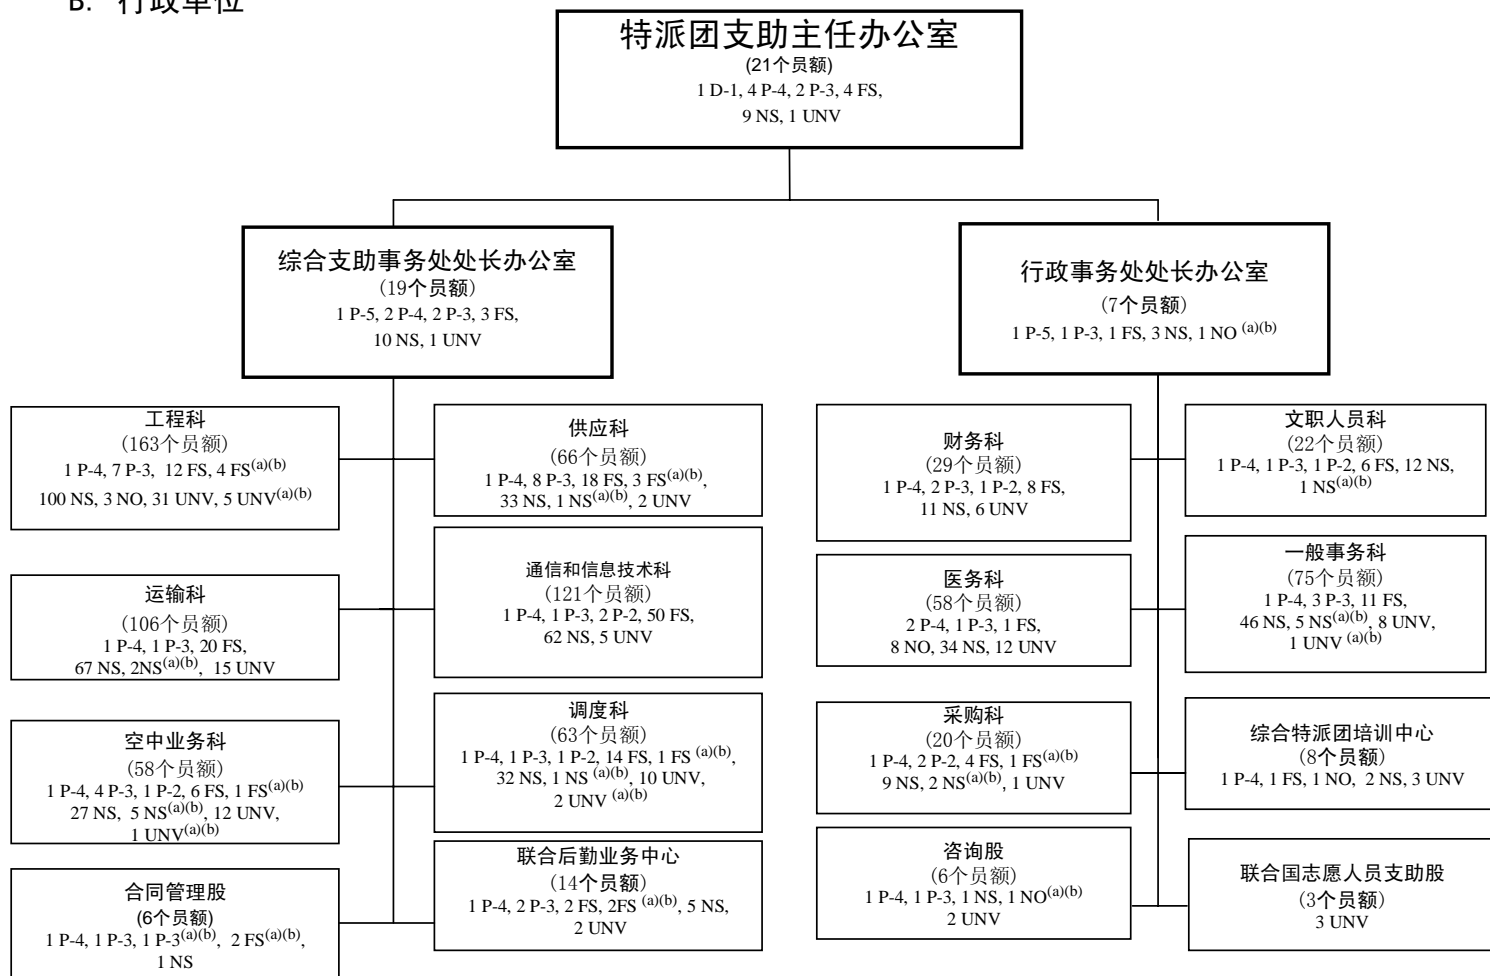 B. 行政单位
特派团支助主任办公室
(21个员额)
1 D-1, 4 P-4, 2 P-3, 4 FS,
9 NS, 1 UNV
综合支助事务处处长办公室
(19个员额)
1 P-5, 2 P-4, 2 P-3, 3 FS,
10 NS, 1 UNV
行政事务处处长办公室
(7个员额)
1 P-5, 1 P-3, 1 FS, 3 NS, 1 NO (a)(b)
工程科
(163个员额)
1 P-4, 7 P-3, 12 FS, 4 FS(a)(b)
100 NS, 3 NO, 31 UNV, 5 UNV(a)(b)
供应科
(66个员额)
1 P-4, 8 P-3, 18 FS, 3 FS(a)(b),
33 NS, 1 NS(a)(b), 2 UNV
财务科
(29个员额)
1 P-4, 2 P-3, 1 P-2, 8 FS,
11 NS, 6 UNV
文职人员科
(22个员额)
1 P-4, 1 P-3, 1 P-2, 6 FS, 12 NS,
1 NS(a)(b)
运输科
(106个员额)
1 P-4, 1 P-3, 20 FS,
67 NS, 2NS(a)(b), 15 UNV
通信和信息技术科
(121个员额)
1 P-4, 1 P-3, 2 P-2, 50 FS,
62 NS, 5 UNV
医务科
(58个员额)
2 P-4, 1 P-3, 1 FS,
8 NO, 34 NS, 12 UNV
一般事务科
(75个员额)
1 P-4, 3 P-3, 11 FS,
46 NS, 5 NS(a)(b), 8 UNV,
1 UNV (a)(b)
空中业务科
(58个员额)
1 P-4, 4 P-3, 1 P-2, 6 FS, 1 FS(a)(b)
27 NS, 5 NS(a)(b), 12 UNV,
1 UNV(a)(b)
调度科
(63个员额)
1 P-4, 1 P-3, 1 P-2, 14 FS, 1 FS (a)(b),
32 NS, 1 NS (a)(b), 10 UNV,
2 UNV (a)(b)
采购科
(20个员额)
1 P-4, 2 P-2, 4 FS, 1 FS(a)(b)
9 NS, 2 NS(a)(b), 1 UNV
综合特派团培训中心
(8个员额)
1 P-4, 1 FS, 1 NO, 2 NS, 3 UNV
合同管理股
(6个员额)
1 P-4, 1 P-3, 1 P-3(a)(b), 2 FS(a)(b),
1 NS
联合后勤业务中心
(14个员额)
1 P-4, 2 P-3, 2 FS, 2FS (a)(b), 5 NS,
2 UNV
咨询股
(6个员额)
1 P-4, 1 P-3, 1 NS, 1 NO(a)(b)
2 UNV
联合国志愿人员支助股
(3个员额)
3 UNV